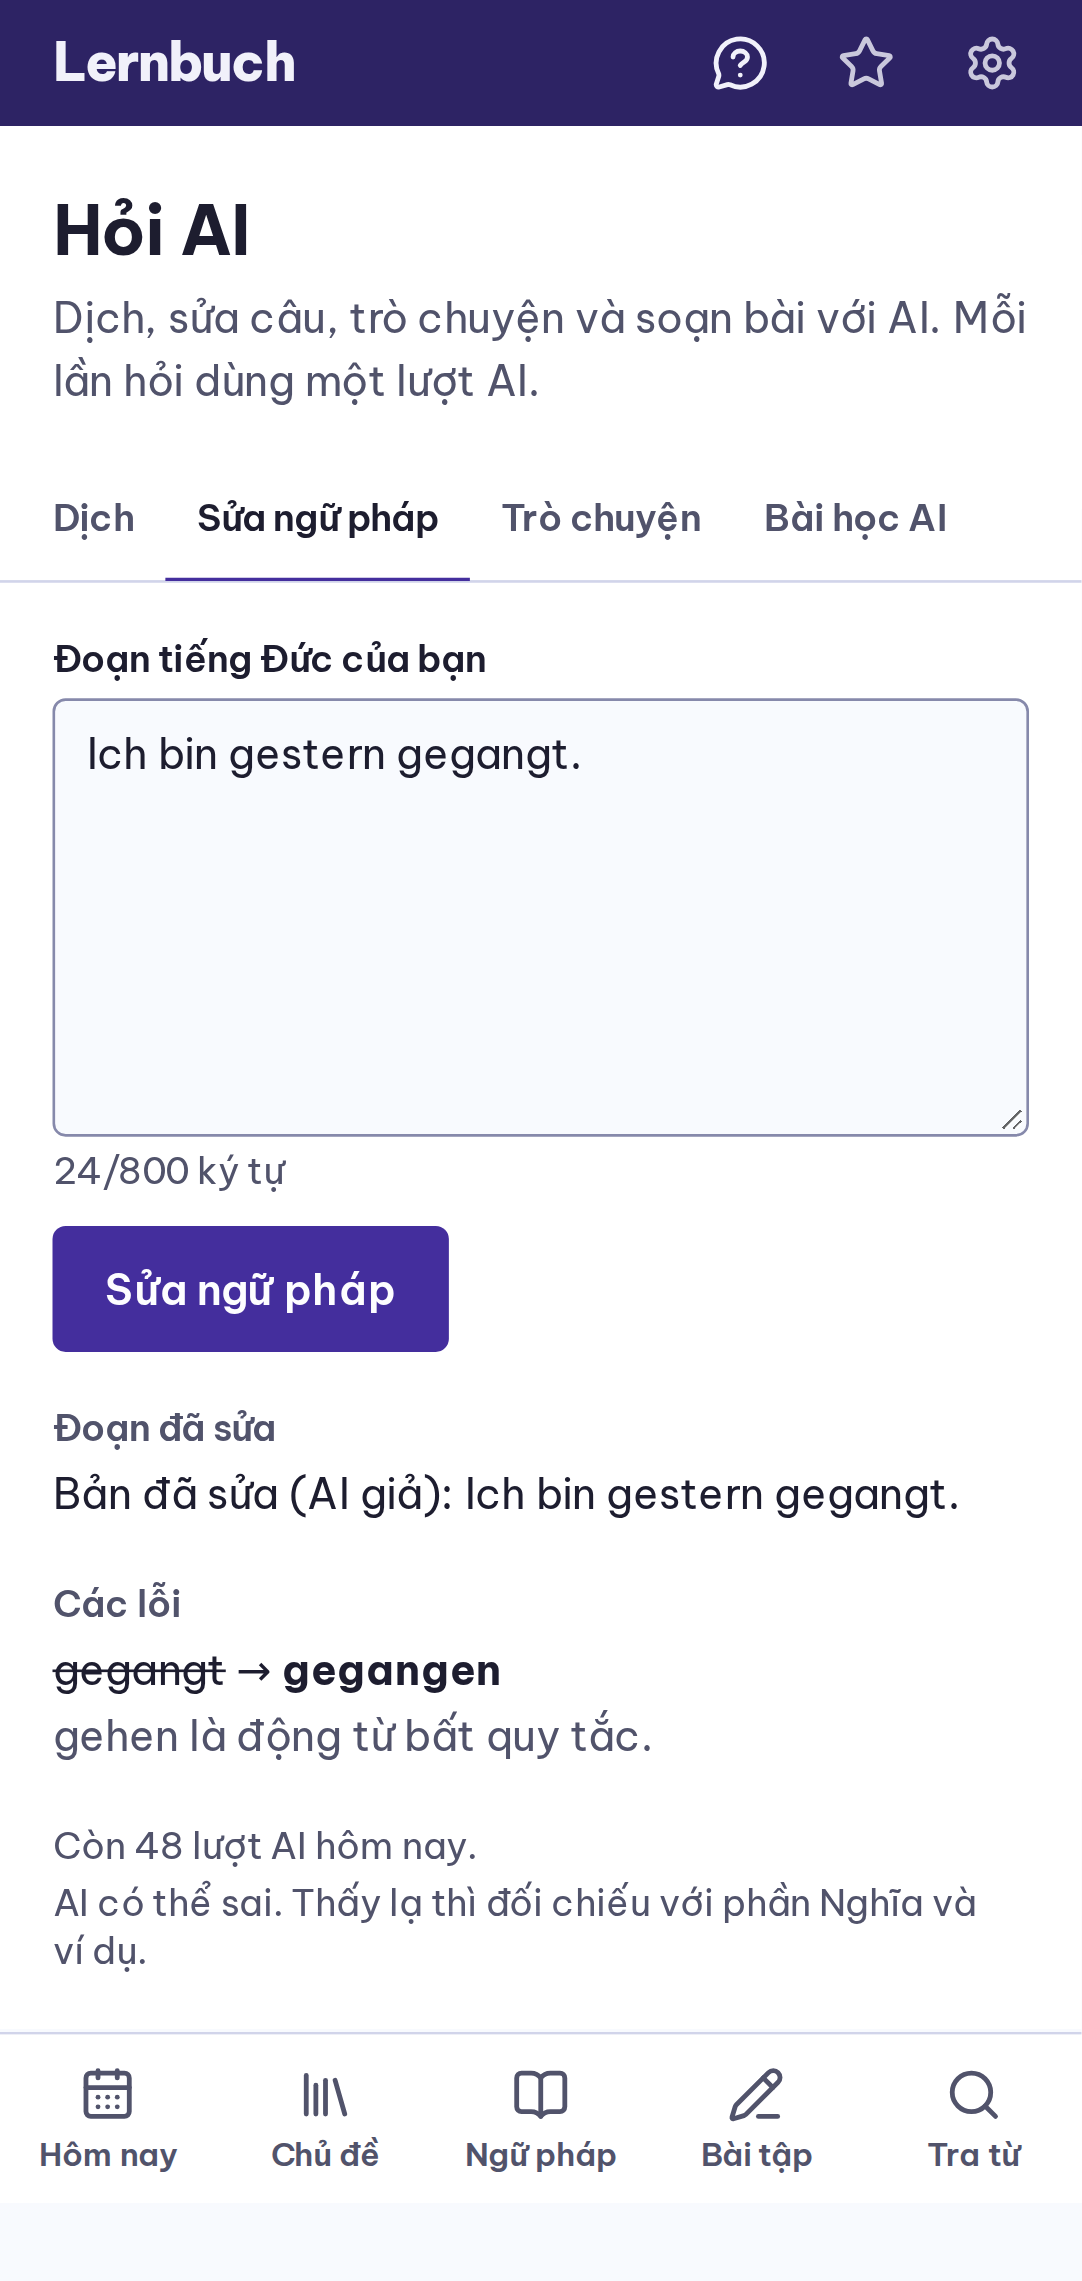 Lernbuch
Hỏi AI
Dịch, sửa câu, trò chuyện và soạn bài với AI. Mỗi
lần hỏi dùng một lượt AI.
Dịch Sửa ngữ pháp Trò chuyện Bài học AI
Đoạn tiếng Đức của bạn
Ich bin gestern gegangt.
24/800 ký tự
Sửa ngữ pháp
Đoạn đã sửa
Bản đã sửa (AI giả): Ich bin gestern gegangt.
Các lỗi
gegangt → gegangen
gehen là động từ bất quy tắc.
Còn 48 lượt AI hôm nay.
AI có thể sai. Thấy lạ thì đối chiếu với phần Nghĩa và
ví dụ.
Hôm nay Chủ đề Ngữ pháp Bài tập Tra từ